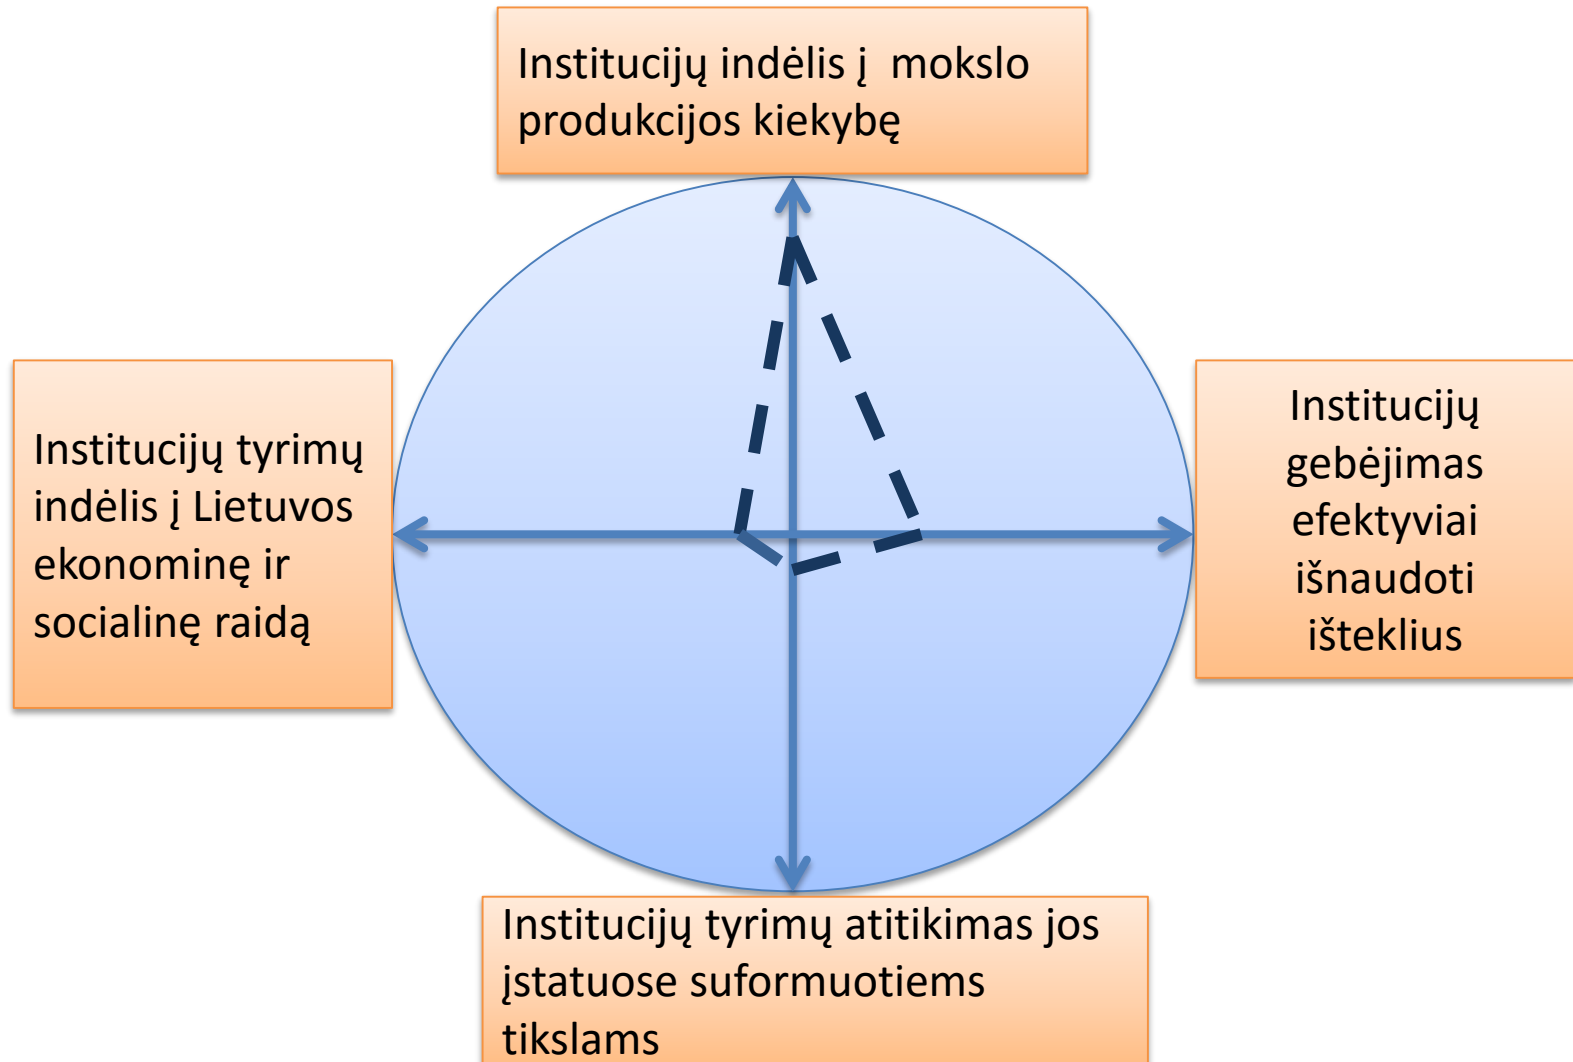 Institucijų indėlis į  mokslo
produkcijos kiekybę
Institucijų tyrimų
indėlis į Lietuvos
ekonominę ir
socialinę raidą
Institucijų
gebėjimas
efektyviai
išnaudoti
išteklius
Institucijų tyrimų atitikimas jos
įstatuose suformuotiems
tikslams